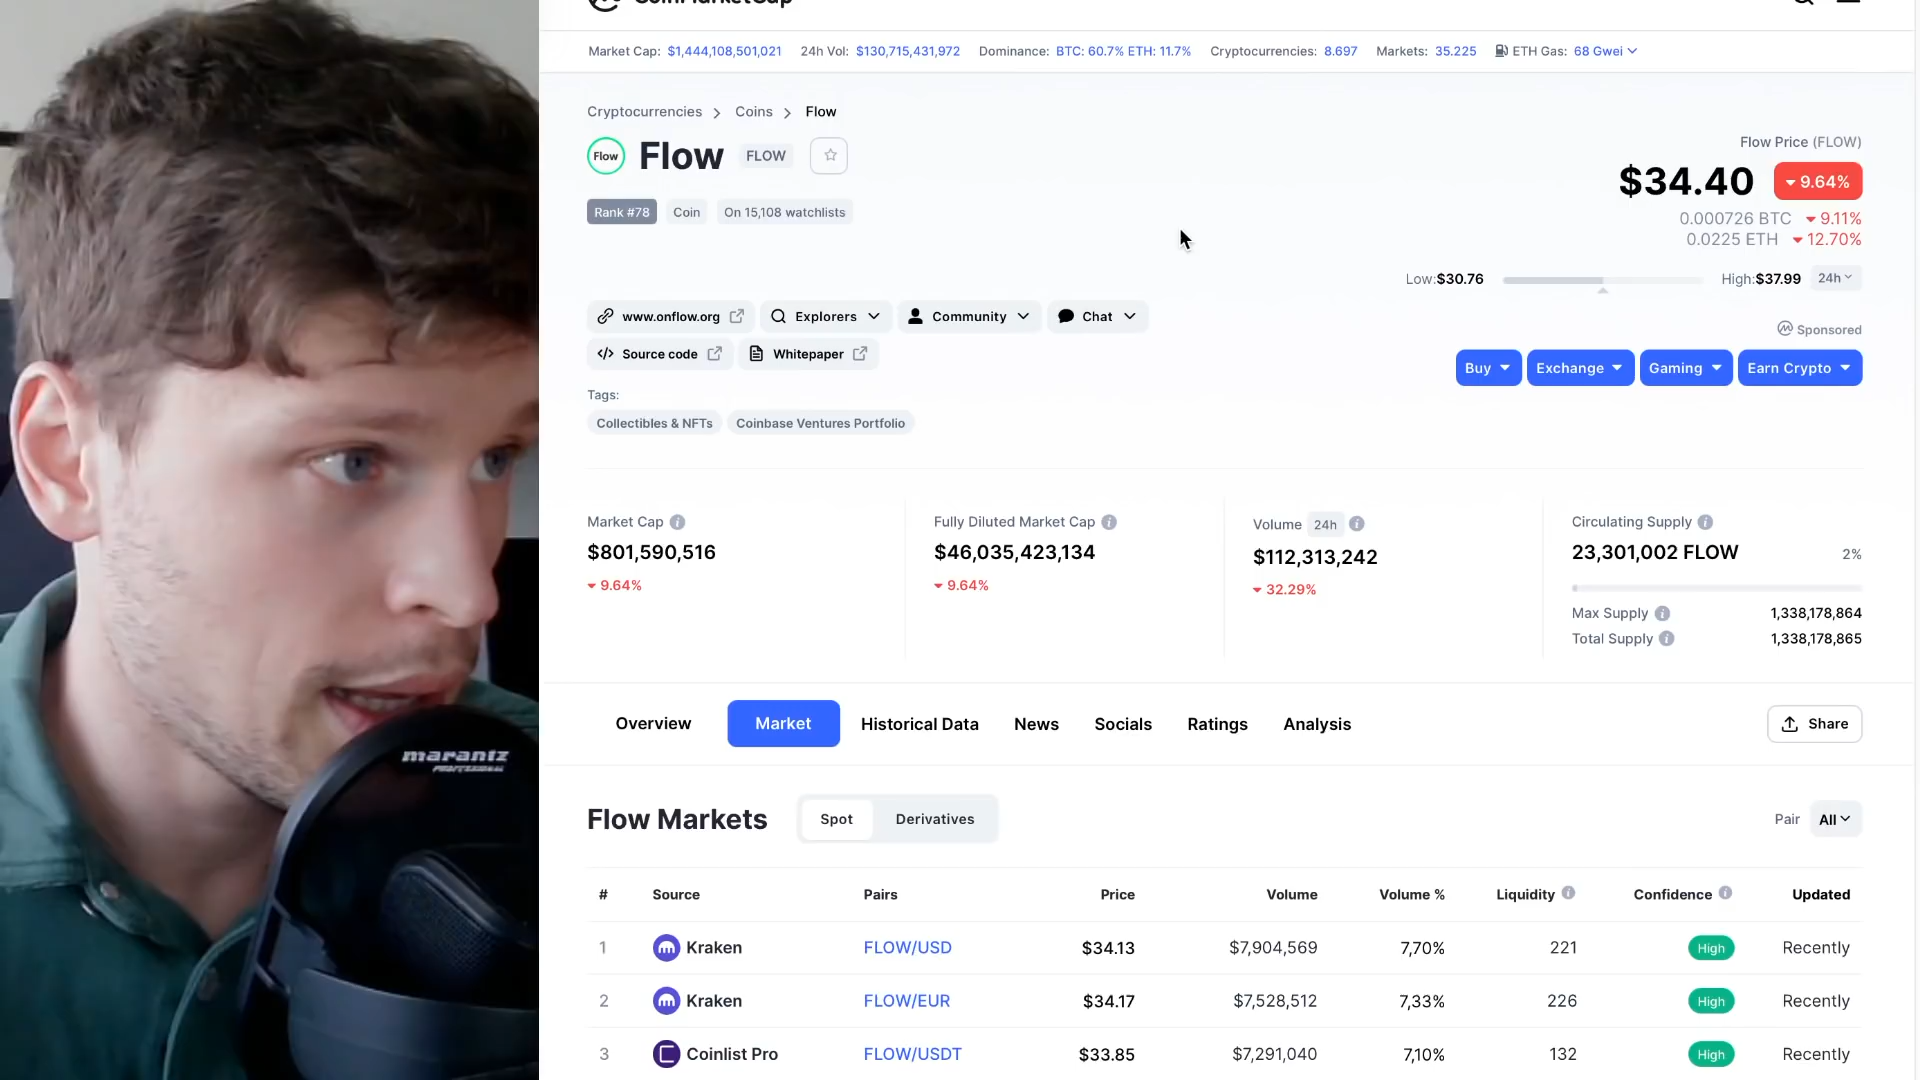 CoinMarketCap
Market Cap: $1,444,108,501,021 24h Vol: $130,715,431,972 Dominance: BTC: 60.7% ETH: 11.7% Cryptocurrencies: 8.697 Markets: 35.225 ETH Gas: 68 Gwei
Cryptocurrencies > Coins > Flow
Flow Flow FLOW
Rank #78 Coin On 15,108 watchlists
Flow Price (FLOW)
$34.40 9.64%
0.000726 BTC 9.11%
0.0225 ETH 12.70%
Low:$30.76 High:$37.99 24h
Sponsored
Buy Exchange Gaming Earn Crypto
www.onflow.org Explorers Community Chat
Source code Whitepaper
Tags:
Collectibles & NFTs Coinbase Ventures Portfolio
Market Cap
$801,590,516
9.64%
Fully Diluted Market Cap
$46,035,423,134
9.64%
Volume 24h
$112,313,242
32.29%
Circulating Supply
23,301,002 FLOW 2%
Max Supply 1,338,178,864
Total Supply 1,338,178,865
Overview Market Historical Data News Socials Ratings Analysis Share
Flow Markets Spot Derivatives Pair All
# Source Pairs Price Volume Volume % Liquidity Confidence Updated
1 Kraken FLOW/USD $34.13 $7,904,569 7,70% 221 High Recently
2 Kraken FLOW/EUR $34.17 $7,528,512 7,33% 226 High Recently
3 Coinlist Pro FLOW/USDT $33.85 $7,291,040 7,10% 132 High Recently
marantz
PROFESSIONAL